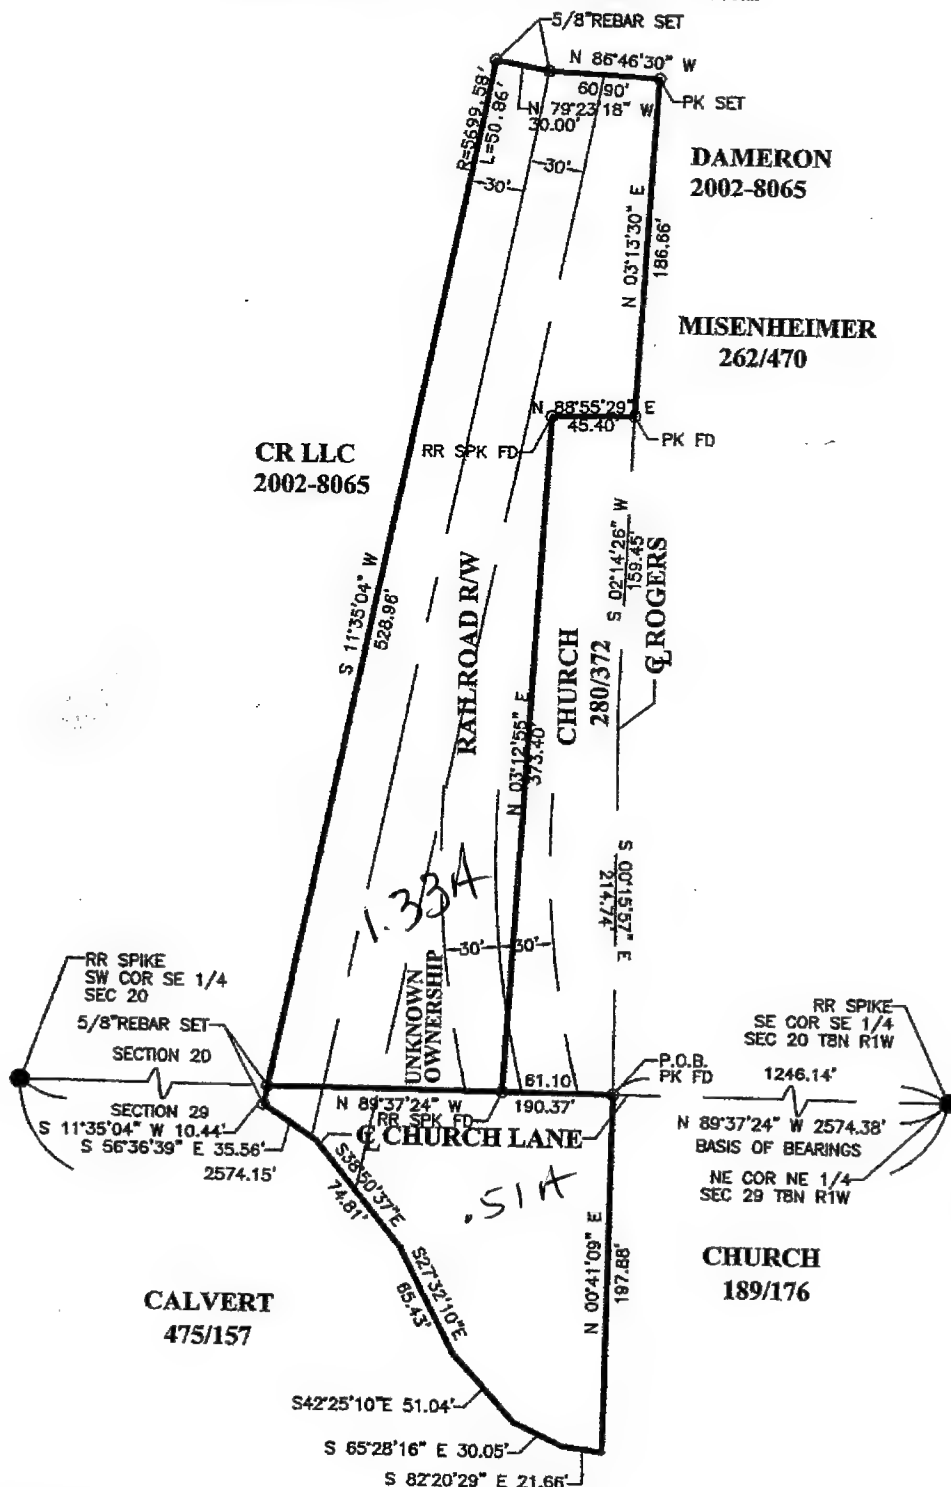 5/8"REBAR SET
N 86°46'30" W
60.90'
PK SET
N 79°23'18" W
30.00'
R=5699.58'
L=50.86'
30'
30'
DAMERON
2002-8065
N 03°13'30" E
186.66'
MISENHEIMER
262/470
N 88°55'29" E
45.40'
RR SPK FD
PK FD
CR LLC
2002-8065
S 02°14'26" W
159.45'
℄ ROGERS
S 11°35'04" W
528.96'
RAILROAD R/W
CHURCH
280/372
N 03°12'55" E
373.40'
S 00°15'57" E
214.74'
1.33A
30'
30'
UNKNOWN
OWNERSHIP
RR SPIKE
SW COR SE 1/4
SEC 20
5/8"REBAR SET
SECTION 20
SECTION 29
RR SPIKE
SE COR SE 1/4
SEC 20 T8N R1W
P.O.B.
PK FD
61.10'
1246.14'
N 89°37'24" W
190.37'
RR SPK FD
N 89°37'24" W 2574.38'
BASIS OF BEARINGS
S 11°35'04" W 10.44'
S 56°36'39" E 35.56'
2574.15'
℄ CHURCH LANE
NE COR NE 1/4
SEC 29 T8N R1W
S38°50'37"E
74.81'
.51A
N 00°41'09" E
197.88'
CHURCH
189/176
S27°32'10"E
65.43'
CALVERT
475/157
S42°25'10"E 51.04'
S 65°28'16" E 30.05'
S 82°20'29" E 21.66'